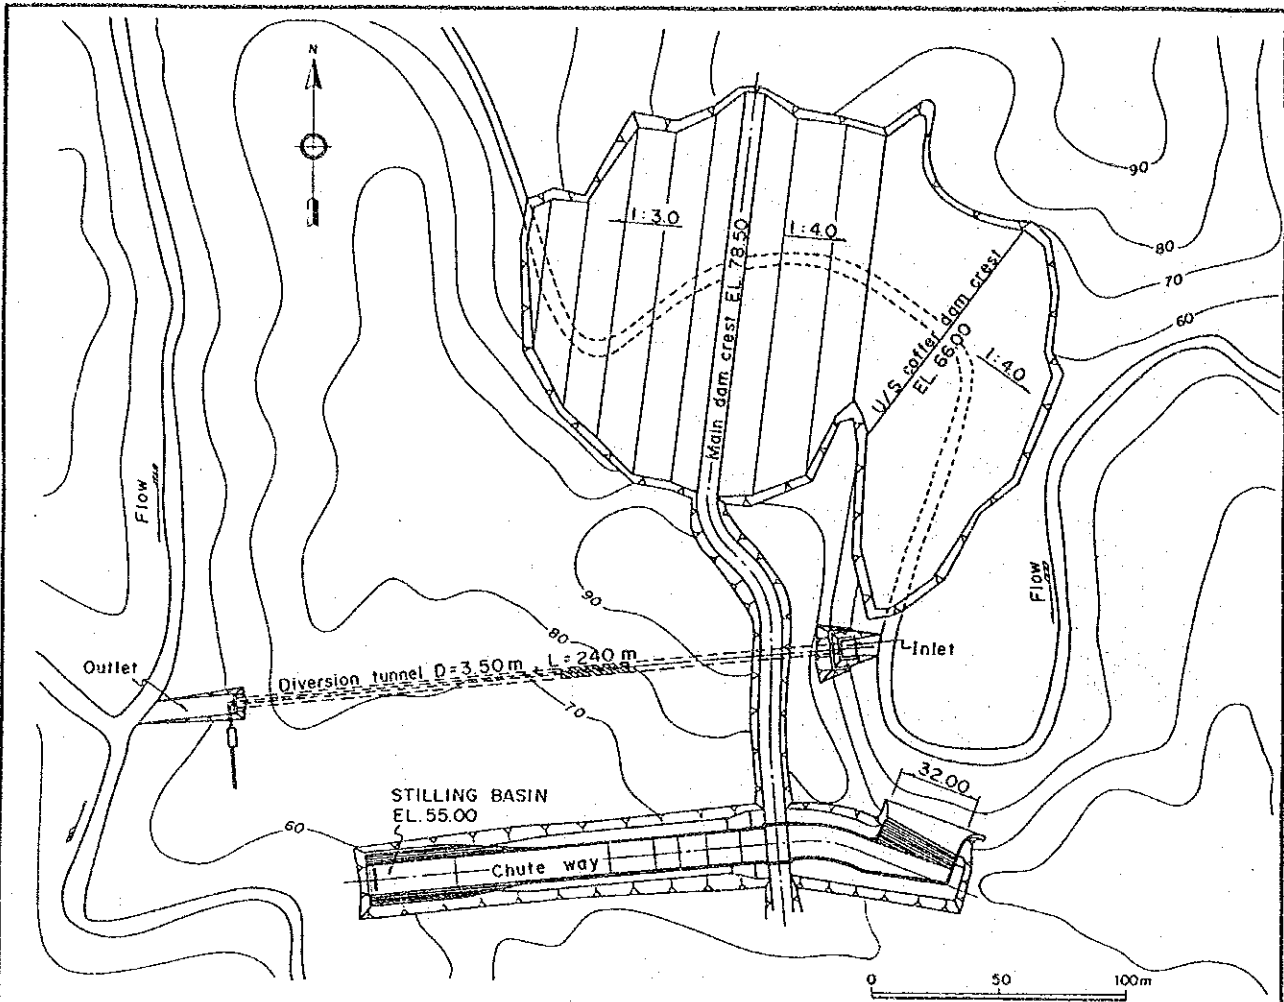 N
90
80
70
60
1:3.0
1:4.0
Main dam crest EL. 78.50
U/S coffer dam crest
EL. 66.00
1:4.0
Flow
Flow
90
80
Inlet
Outlet
Diversion tunnel D=3.50m L=240 m
70
32.00
STILLING BASIN
EL. 55.00
60
Chute way
0 50 100m